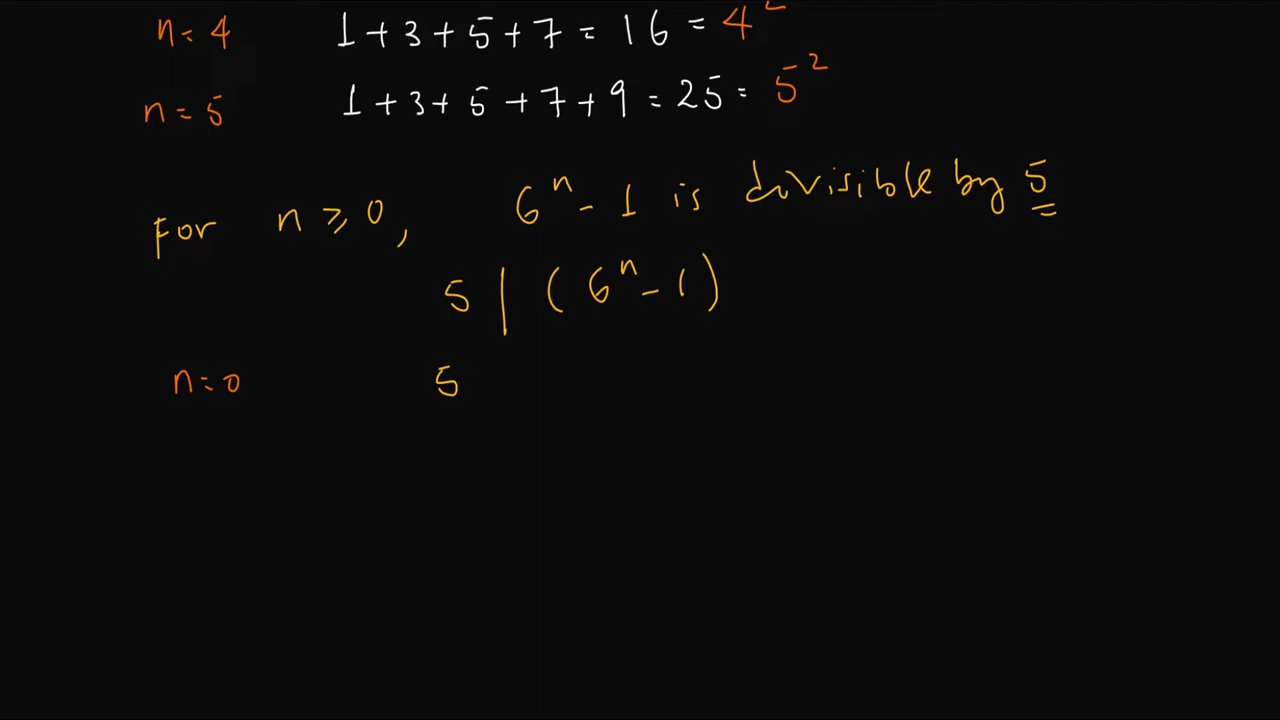 n = 4 1 + 3 + 5 + 7 = 16 = 4²
n = 5 1 + 3 + 5 + 7 + 9 = 25 = 5²
For n ≥ 0, 6ⁿ - 1 is divisible by 5
5 | (6ⁿ - 1)
n = 0 5